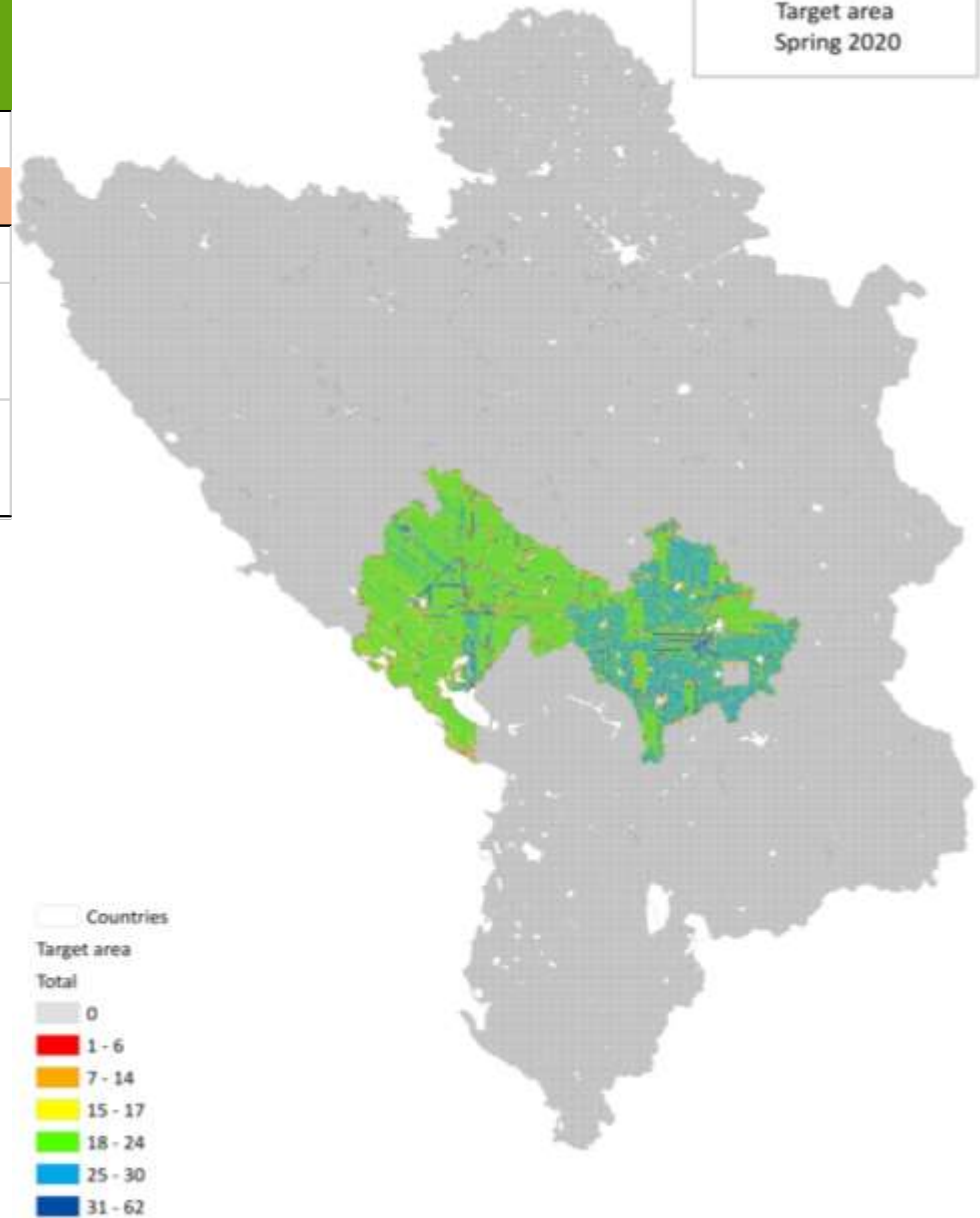 Target area
Spring 2020
Countries
Target area
Total
0
1 - 6
7 - 14
15 - 17
18 - 24
25 - 30
31 - 62